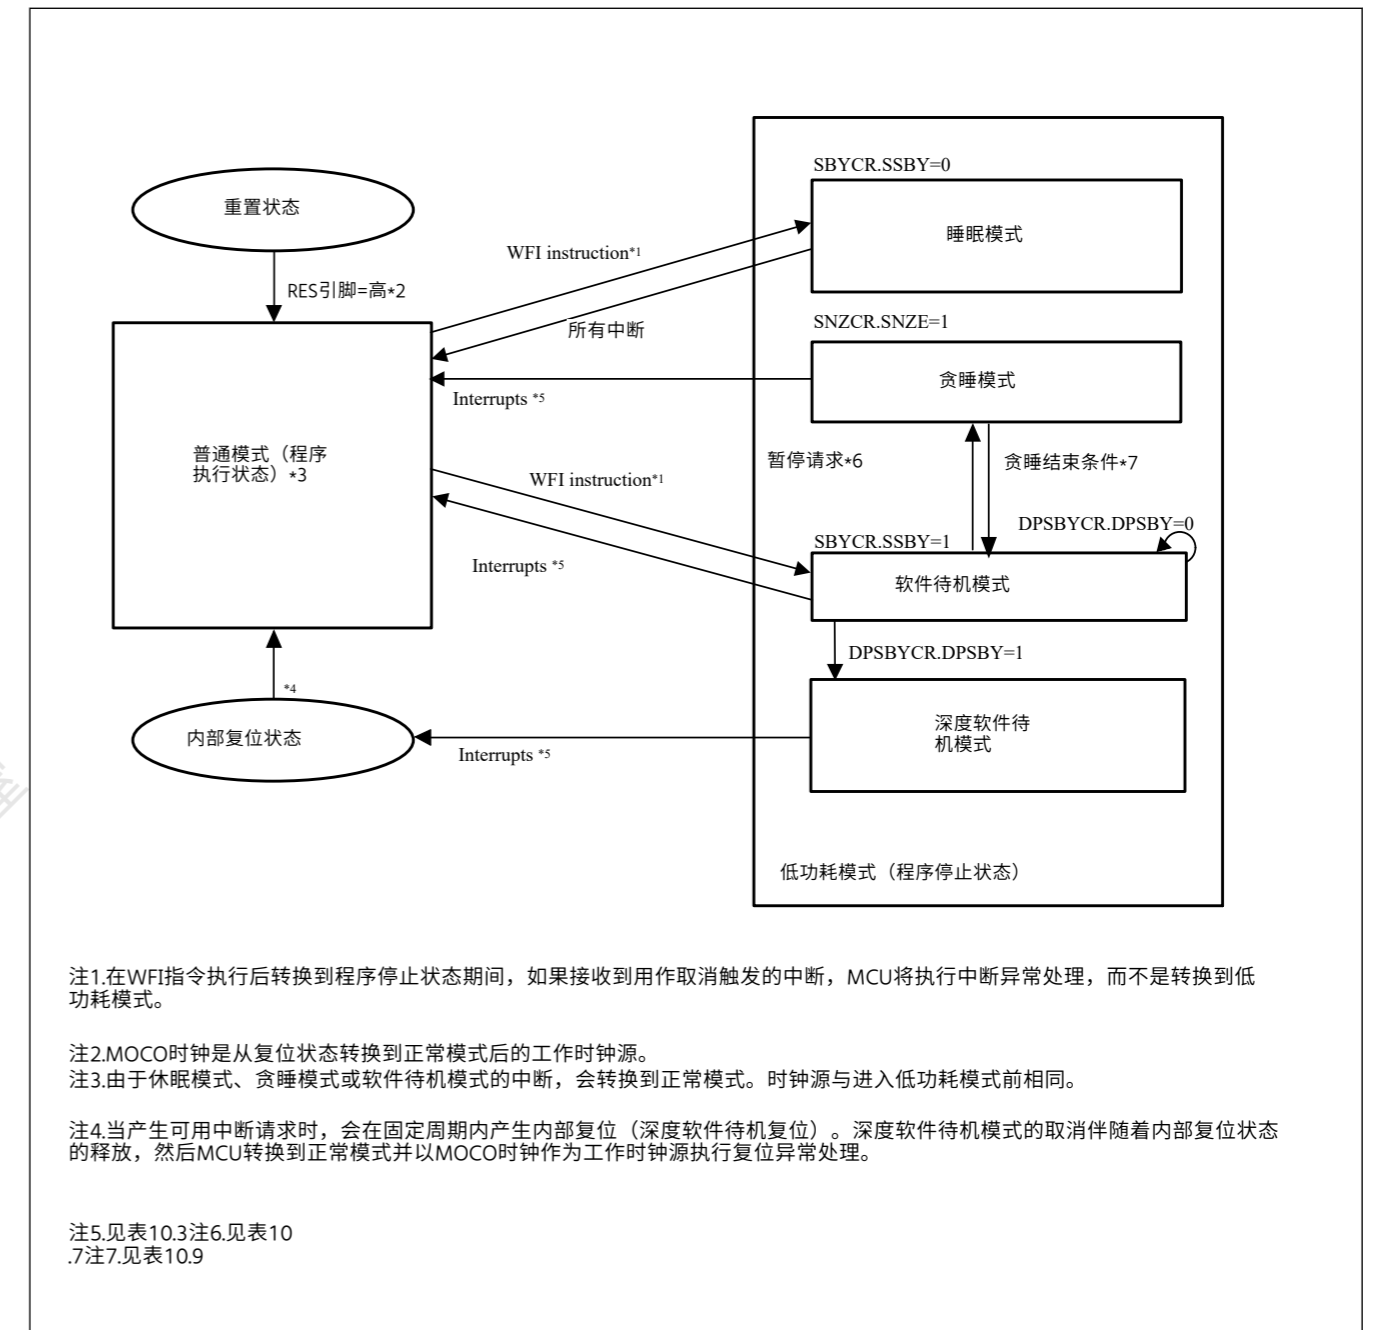 SBYCR.SSBY=0
重置状态
睡眠模式
WFI instruction*1
RES引脚=高*2
所有中断
SNZCR.SNZE=1
贪睡模式
Interrupts *5
普通模式（程序
执行状态）*3
暂停请求*6
贪睡结束条件*7
WFI instruction*1
DPSBYCR.DPSBY=0
SBYCR.SSBY=1
Interrupts *5
软件待机模式
DPSBYCR.DPSBY=1
*4
深度软件待
机模式
内部复位状态
Interrupts *5
低功耗模式（程序停止状态）
注1.在WFI指令执行后转换到程序停止状态期间，如果接收到用作取消触发的中断，MCU将执行中断异常处理，而不是转换到低
功耗模式。
注2.MOCO时钟是从复位状态转换到正常模式后的工作时钟源。
注3.由于休眠模式、贪睡模式或软件待机模式的中断，会转换到正常模式。时钟源与进入低功耗模式前相同。
注4.当产生可用中断请求时，会在固定周期内产生内部复位（深度软件待机复位）。深度软件待机模式的取消伴随着内部复位状态
的释放，然后MCU转换到正常模式并以MOCO时钟作为工作时钟源执行复位异常处理。
注5.见表10.3注6.见表10
.7注7.见表10.9